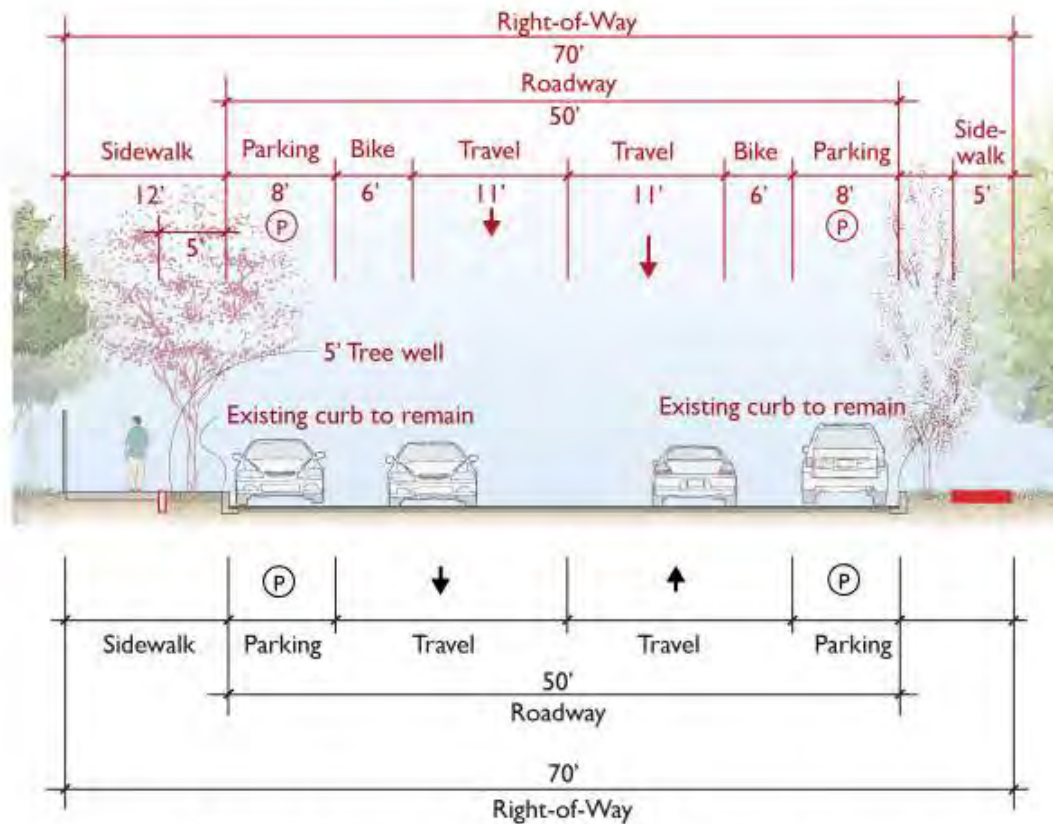 Right-of-Way
70'
Roadway
50'
Sidewalk Parking Bike Travel Travel Bike Parking Side-
walk
12' 8' 6' 11' 11' 6' 8' 5'
P P
5'
5' Tree well
Existing curb to remain Existing curb to remain
P P
Sidewalk Parking Travel Travel Parking
50'
Roadway
70'
Right-of-Way